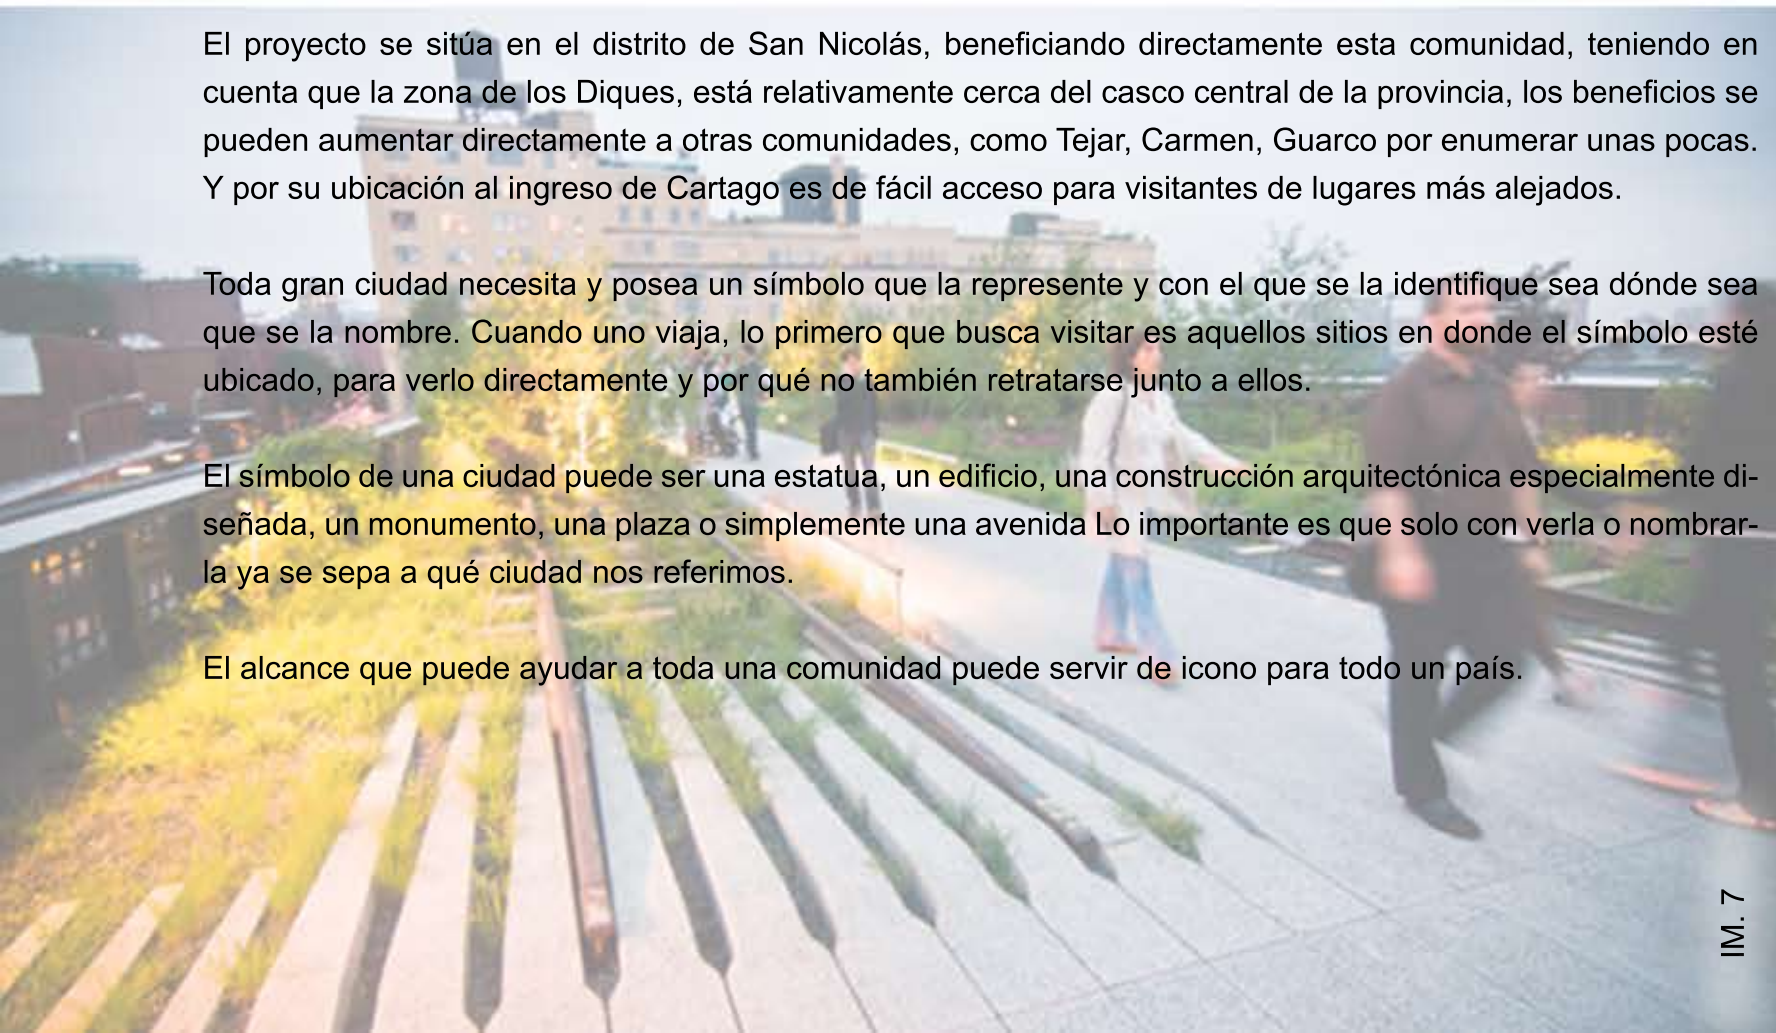 El proyecto se sitúa en el distrito de San Nicolás, beneficiando directamente esta comunidad, teniendo en
cuenta que la zona de los Diques, está relativamente cerca del casco central de la provincia, los beneficios se
pueden aumentar directamente a otras comunidades, como Tejar, Carmen, Guarco por enumerar unas pocas.
Y por su ubicación al ingreso de Cartago es de fácil acceso para visitantes de lugares más alejados.
Toda gran ciudad necesita y posea un símbolo que la represente y con el que se la identifique sea dónde sea
que se la nombre. Cuando uno viaja, lo primero que busca visitar es aquellos sitios en donde el símbolo esté
ubicado, para verlo directamente y por qué no también retratarse junto a ellos.
El símbolo de una ciudad puede ser una estatua, un edificio, una construcción arquitectónica especialmente di-
señada, un monumento, una plaza o simplemente una avenida Lo importante es que solo con verla o nombrar-
la ya se sepa a qué ciudad nos referimos.
El alcance que puede ayudar a toda una comunidad puede servir de icono para todo un país.
IM. 7